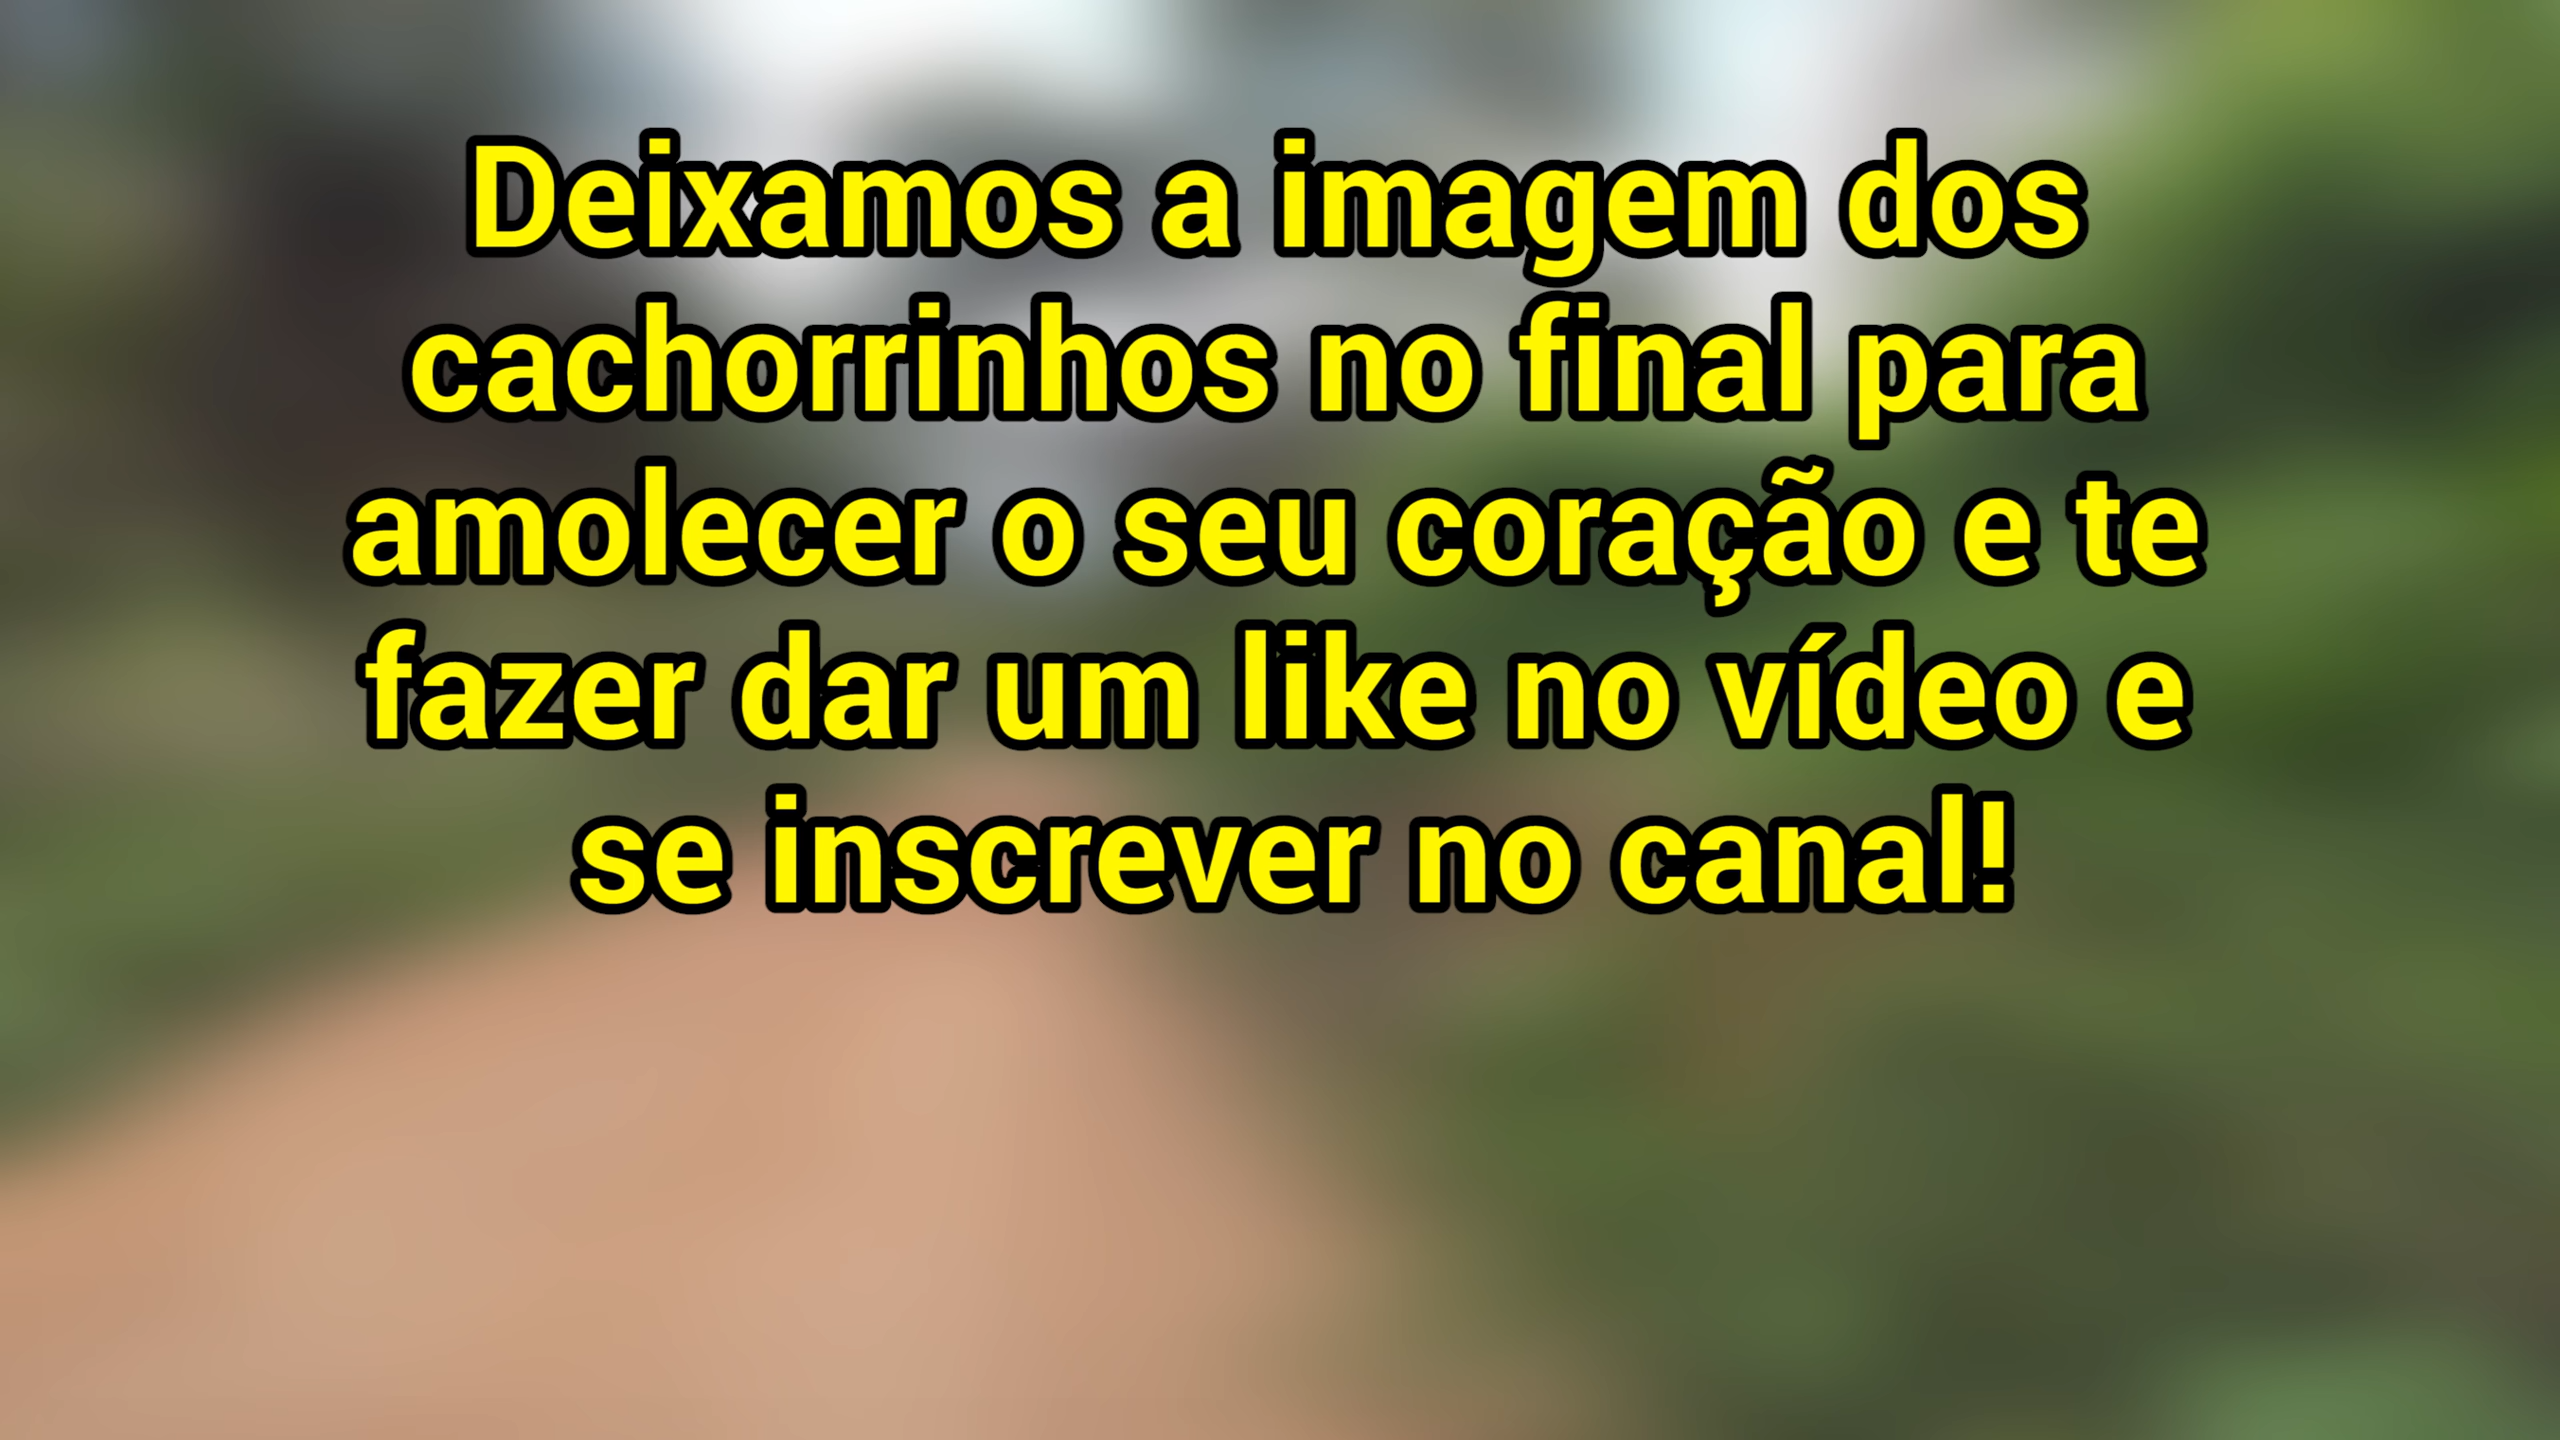 Deixamos a imagem dos
cachorrinhos no final para
amolecer o seu coração e te
fazer dar um like no vídeo e
se inscrever no canal!